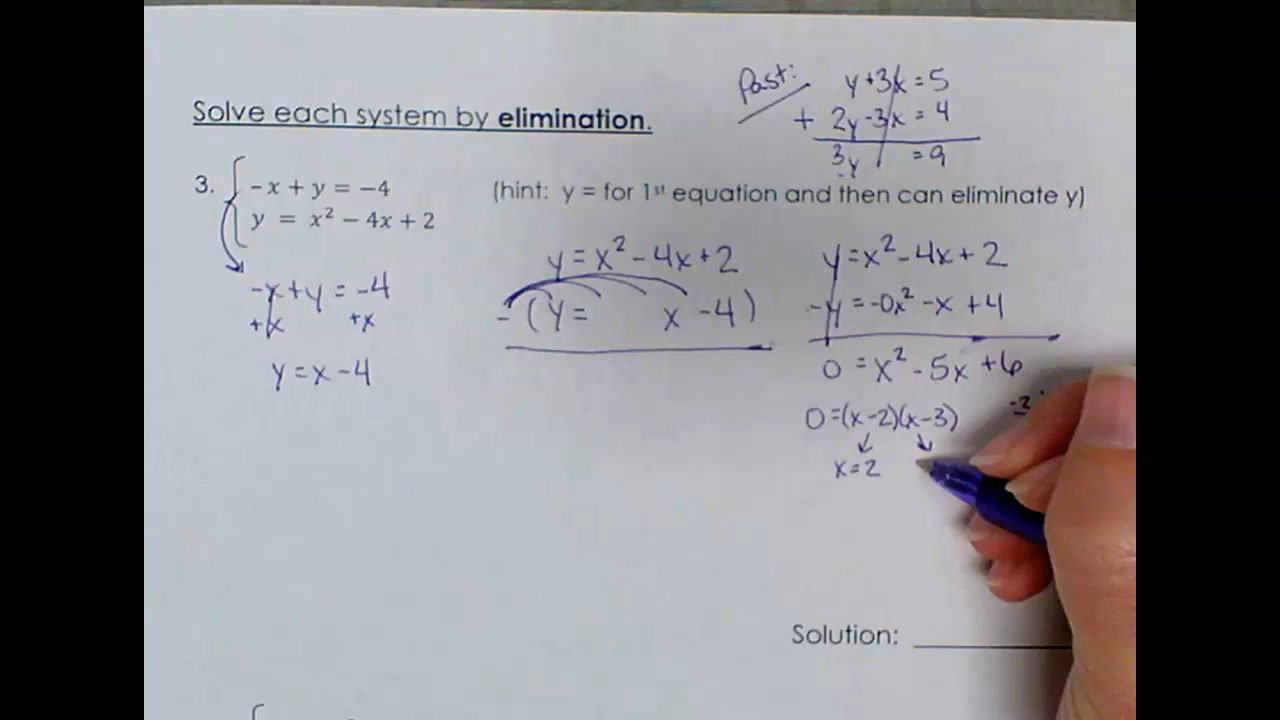 Past:
y+3x=5
+ 2y-3x=4
3y =9
Solve each system by elimination.
3. -x + y = -4
y = x² - 4x + 2
(hint: y = for 1st equation and then can eliminate y)
-x+y=-4
+x +x
y=x-4
y=x²-4x+2
-(y= x-4)
y=x²-4x+2
-y=-0x²-x+4
0=x²-5x+6
0=(x-2)(x-3)
-2
x=2
Solution: